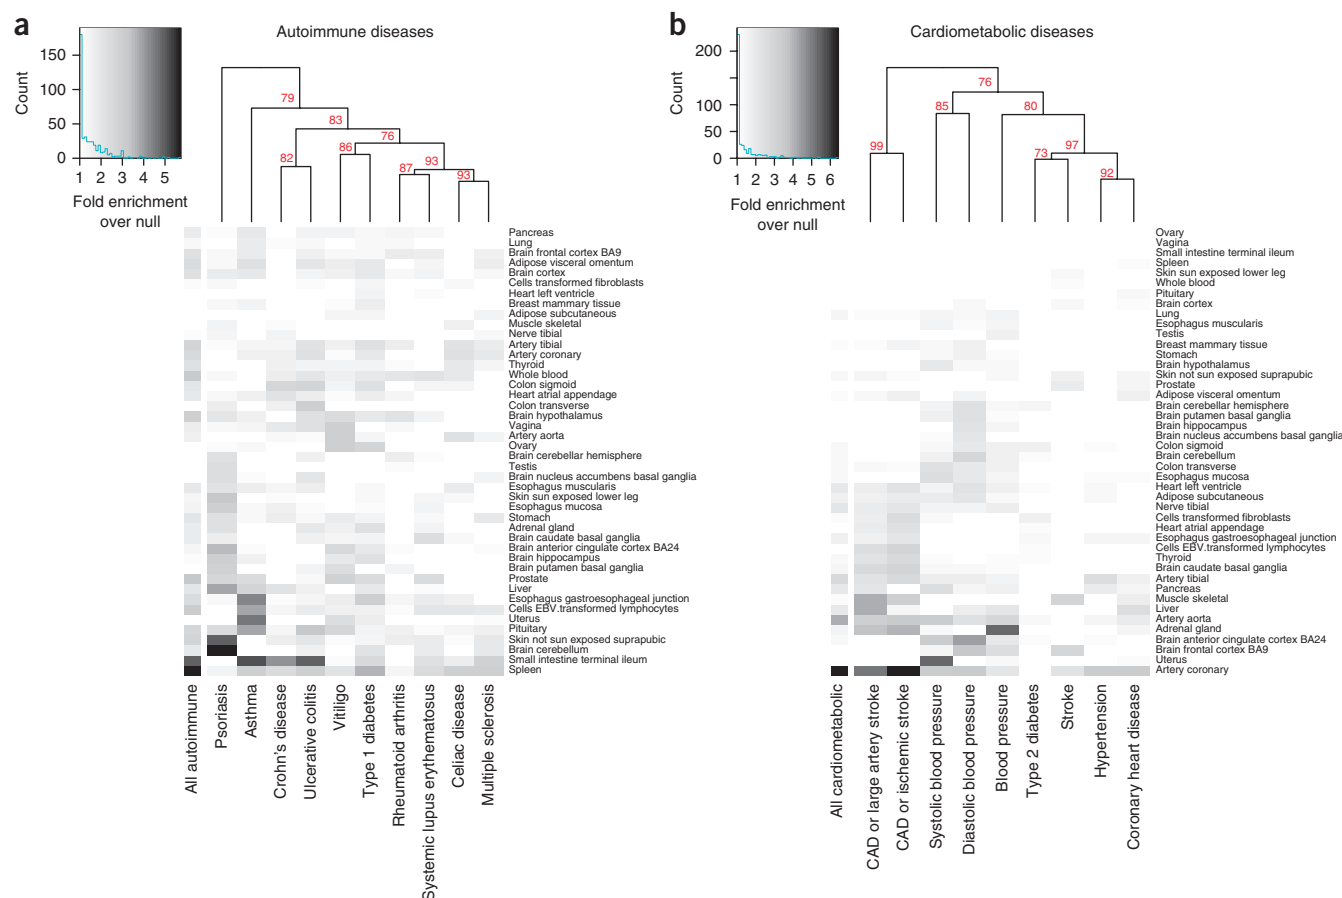 a
Autoimmune diseases
Count
150
100
50
0
1 2 3 4 5
Fold enrichment
over null
79
83
76
82
86
87
93
93
Pancreas
Lung
Brain frontal cortex BA9
Adipose visceral omentum
Brain cortex
Cells transformed fibroblasts
Heart left ventricle
Breast mammary tissue
Adipose subcutaneous
Muscle skeletal
Nerve tibial
Artery tibial
Artery coronary
Thyroid
Whole blood
Colon sigmoid
Heart atrial appendage
Colon transverse
Brain hypothalamus
Vagina
Artery aorta
Ovary
Brain cerebellar hemisphere
Testis
Brain nucleus accumbens basal ganglia
Esophagus muscularis
Skin sun exposed lower leg
Esophagus mucosa
Stomach
Adrenal gland
Brain caudate basal ganglia
Brain anterior cingulate cortex BA24
Brain hippocampus
Brain putamen basal ganglia
Prostate
Liver
Esophagus gastroesophageal junction
Cells EBV.transformed lymphocytes
Uterus
Pituitary
Skin not sun exposed suprapubic
Brain cerebellum
Small intestine terminal ileum
Spleen
All autoimmune
Psoriasis
Asthma
Crohn's disease
Ulcerative colitis
Vitiligo
Type 1 diabetes
Rheumatoid arthritis
Systemic lupus erythematosus
Celiac disease
Multiple sclerosis
b
Cardiometabolic diseases
Count
200
100
50
0
1 2 3 4 5 6
Fold enrichment
over null
76
85
80
99
73
97
92
Ovary
Vagina
Small intestine terminal ileum
Spleen
Skin sun exposed lower leg
Whole blood
Pituitary
Brain cortex
Lung
Esophagus muscularis
Testis
Breast mammary tissue
Stomach
Brain hypothalamus
Skin not sun exposed suprapubic
Prostate
Adipose visceral omentum
Brain cerebellar hemisphere
Brain putamen basal ganglia
Brain hippocampus
Brain nucleus accumbens basal ganglia
Colon sigmoid
Brain cerebellum
Colon transverse
Esophagus mucosa
Heart left ventricle
Adipose subcutaneous
Nerve tibial
Cells transformed fibroblasts
Heart atrial appendage
Esophagus gastroesophageal junction
Cells EBV.transformed lymphocytes
Thyroid
Brain caudate basal ganglia
Artery tibial
Pancreas
Muscle skeletal
Liver
Artery aorta
Adrenal gland
Brain anterior cingulate cortex BA24
Brain frontal cortex BA9
Uterus
Artery coronary
All cardiometabolic
CAD or large artery stroke
CAD or ischemic stroke
Systolic blood pressure
Diastolic blood pressure
Blood pressure
Type 2 diabetes
Stroke
Hypertension
Coronary heart disease